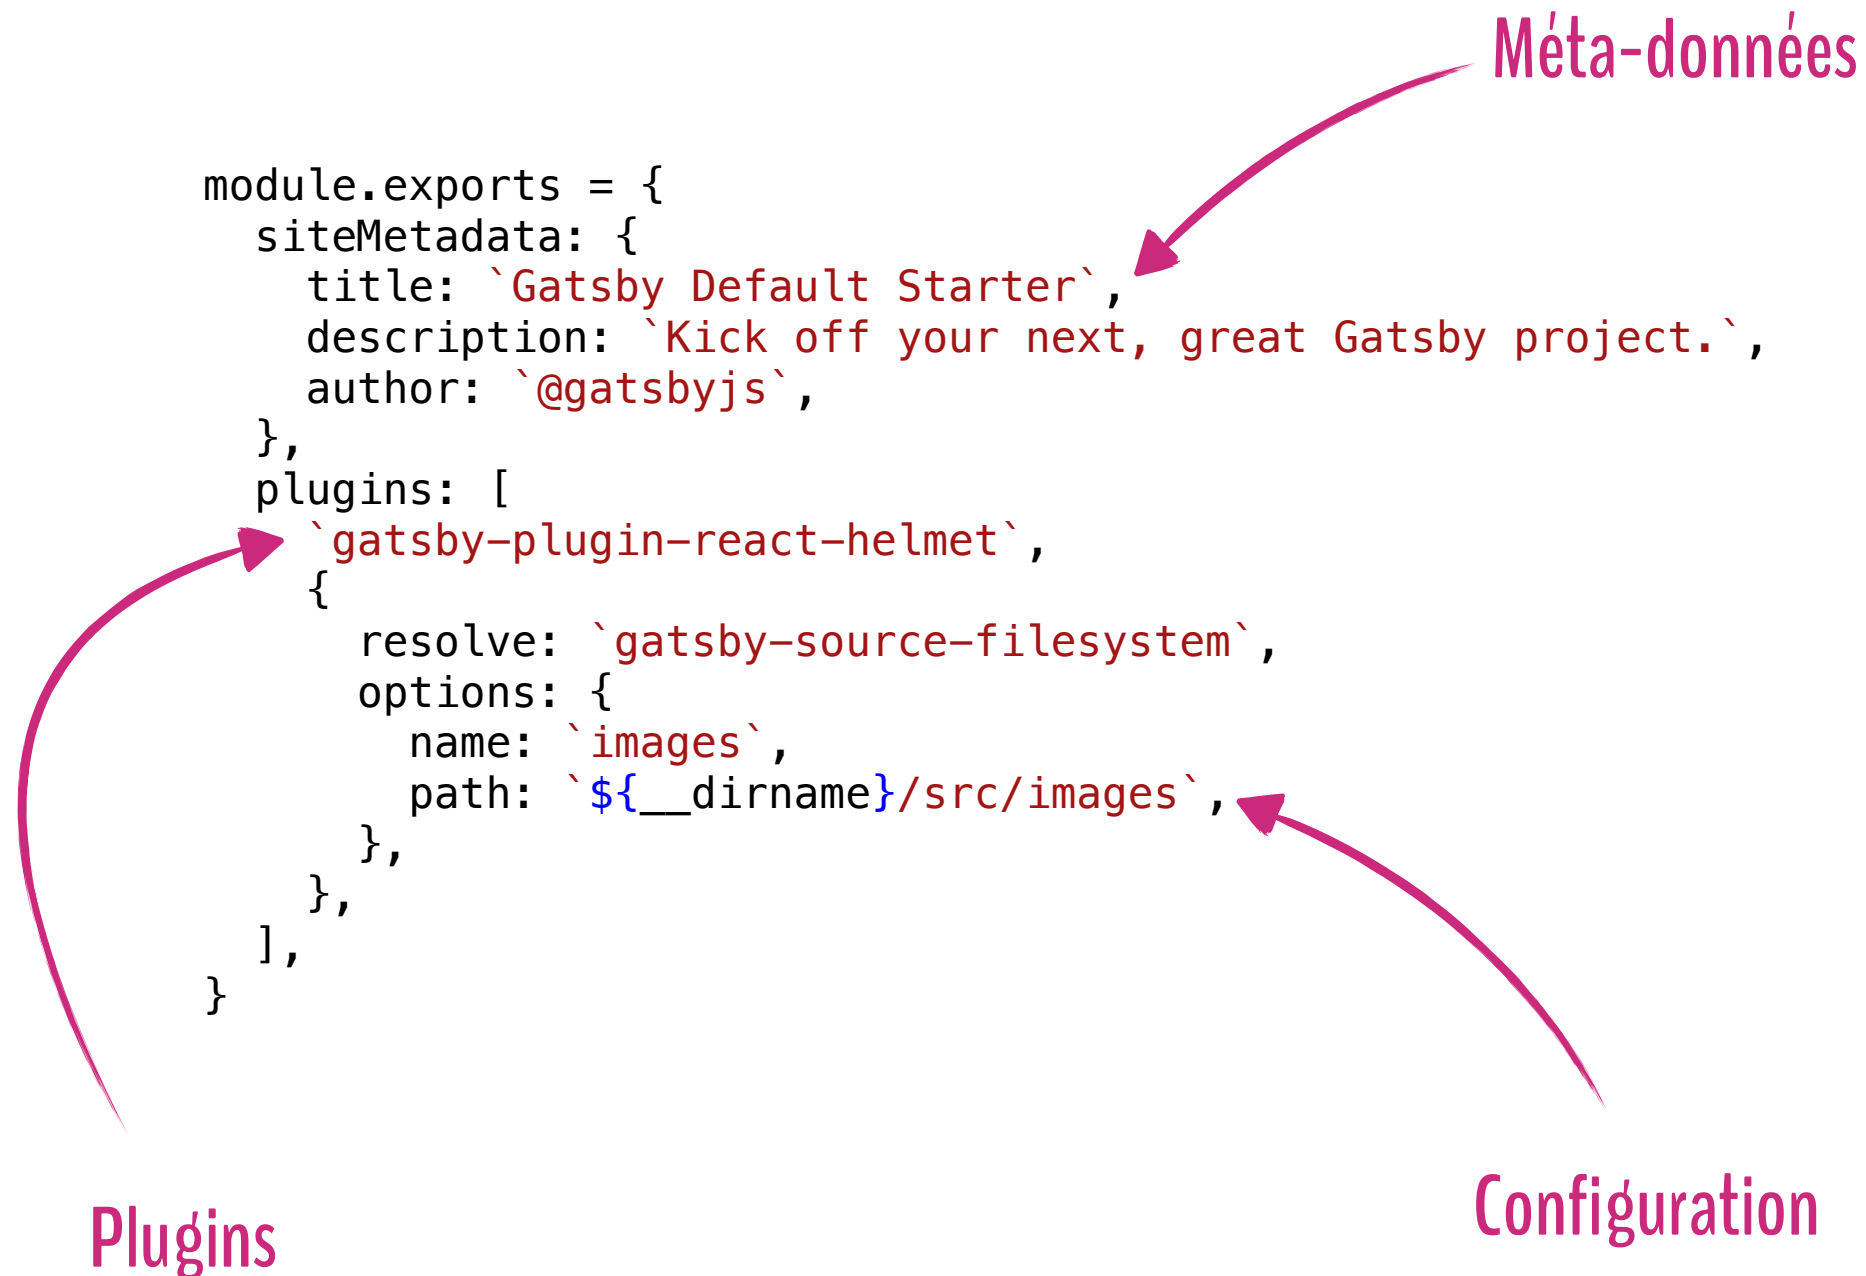 Méta-données
module.exports = {
  siteMetadata: {
    title: `Gatsby Default Starter`,
    description: `Kick off your next, great Gatsby project.`,
    author: `@gatsbyjs`,
  },
  plugins: [
    `gatsby-plugin-react-helmet`,
    {
      resolve: `gatsby-source-filesystem`,
      options: {
        name: `images`,
        path: `${__dirname}/src/images`,
      },
    },
  ],
}
Plugins
Configuration